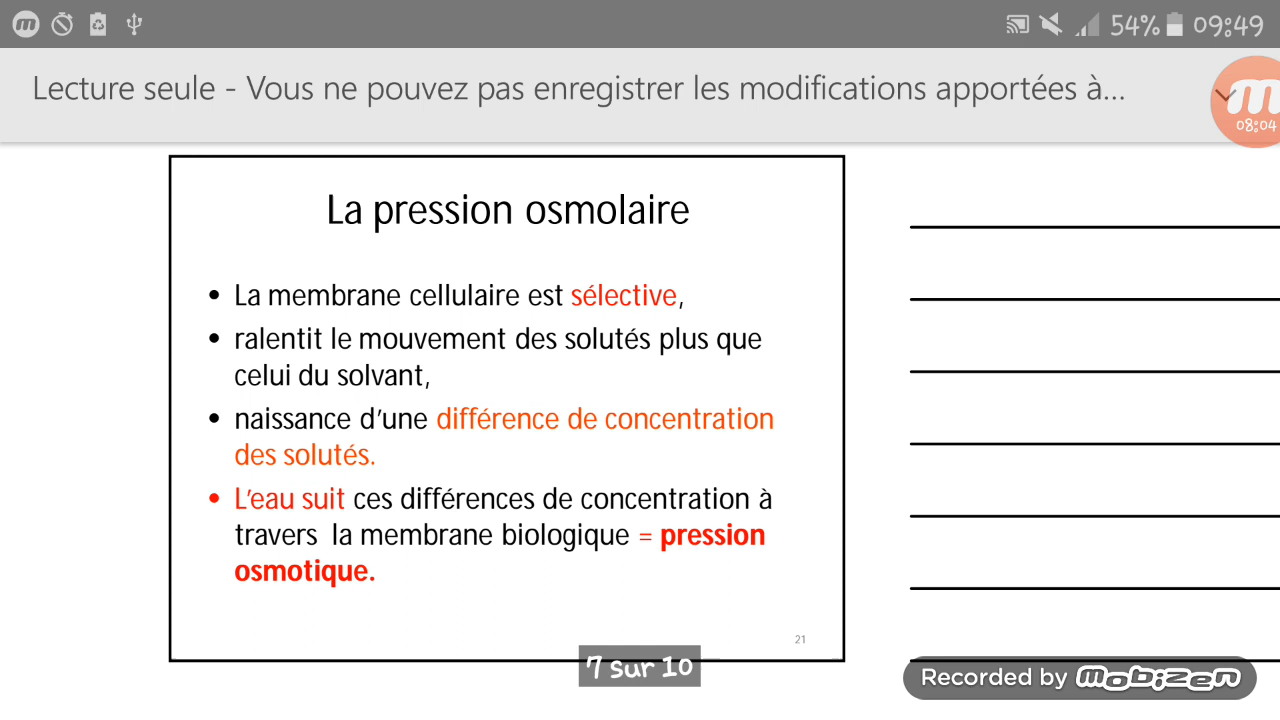 54% 09:49
Lecture seule - Vous ne pouvez pas enregistrer les modifications apportées à...
08:04
La pression osmolaire
• La membrane cellulaire est sélective,
• ralentit le mouvement des solutés plus que
celui du solvant,
• naissance d'une différence de concentration
des solutés.
• L'eau suit ces différences de concentration à
travers la membrane biologique = pression
osmotique.
21
7 sur 10
Recorded by mobizen